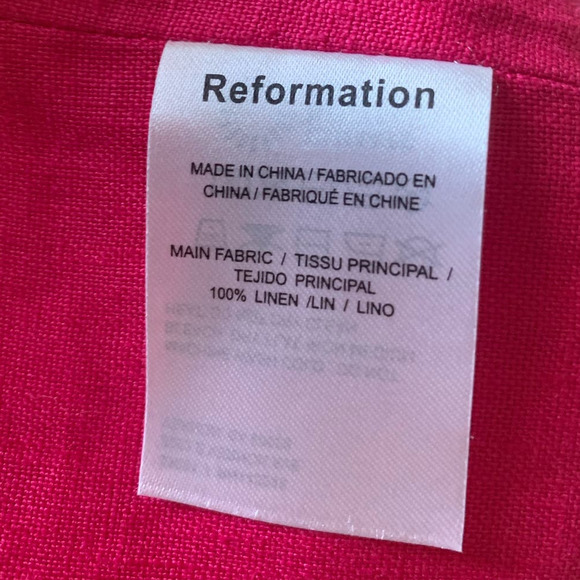 Reformation
MADE IN CHINA / FABRICADO EN
CHINA / FABRIQUÉ EN CHINE
MAIN FABRIC / TISSU PRINCIPAL /
TEJIDO PRINCIPAL
100% LINEN /LIN / LINO